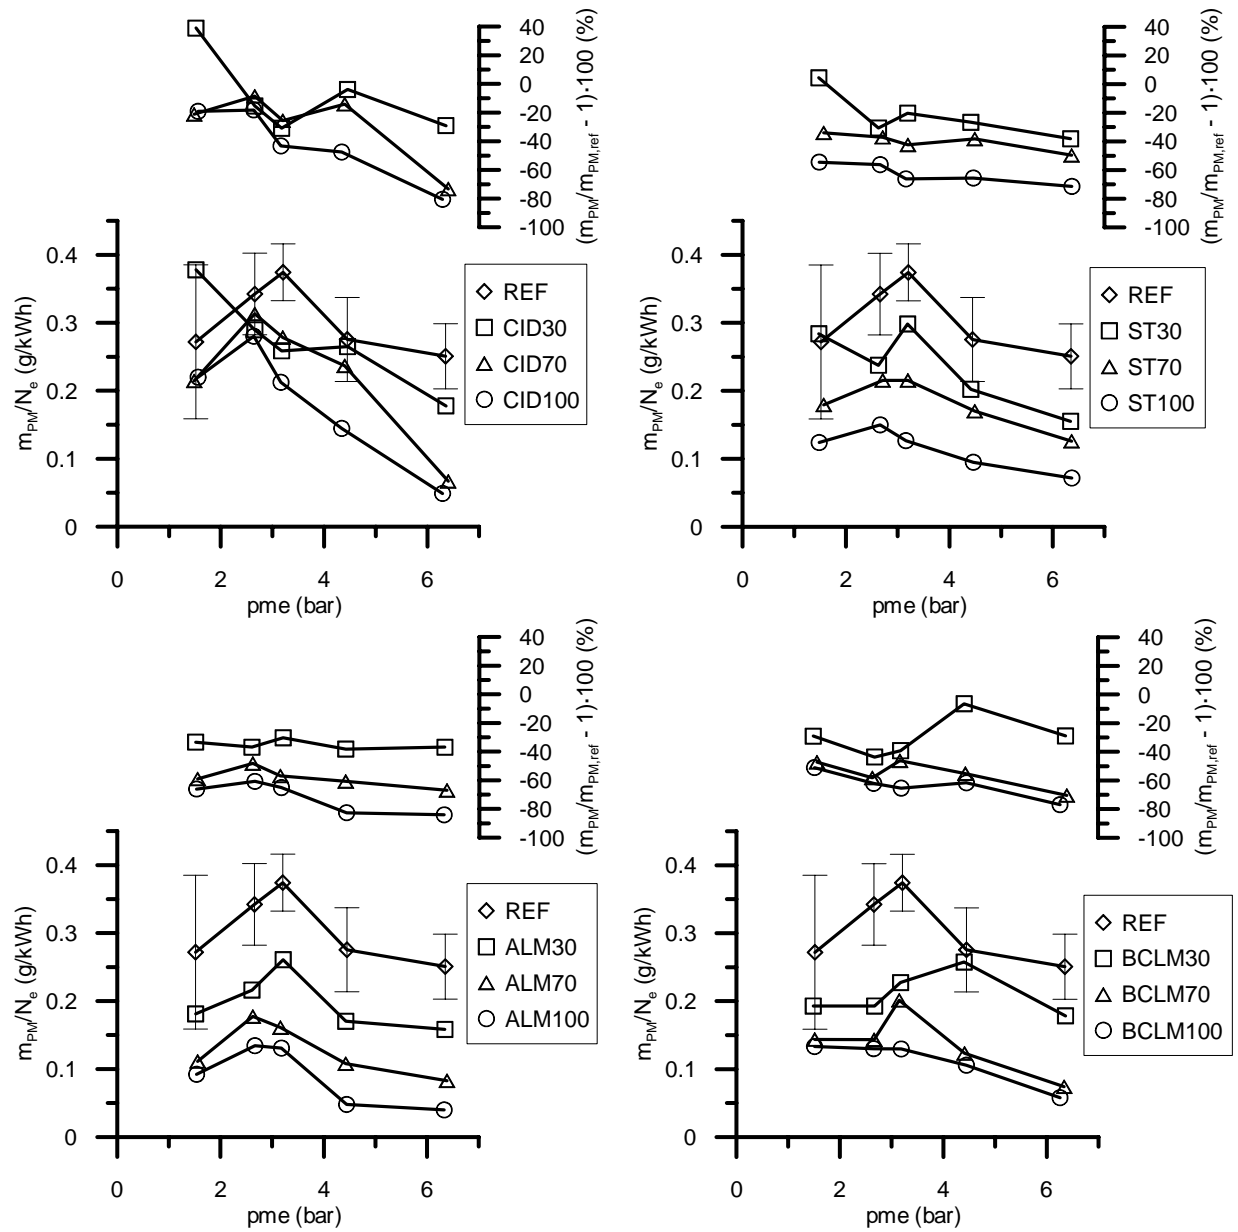 40
20
0
-20
-40
-60
-80
-100
(m_PM/m_PM,ref - 1)·100 (%)
0.4
0.3
0.2
0.1
0
m_PM/N_e (g/kWh)
REF
CID30
CID70
CID100
0 2 4 6
pme (bar)
40
20
0
-20
-40
-60
-80
-100
(m_PM/m_PM,ref - 1)·100 (%)
0.4
0.3
0.2
0.1
0
m_PM/N_e (g/kWh)
REF
ST30
ST70
ST100
0 2 4 6
pme (bar)
40
20
0
-20
-40
-60
-80
-100
(m_PM/m_PM,ref - 1)·100 (%)
0.4
0.3
0.2
0.1
0
m_PM/N_e (g/kWh)
REF
ALM30
ALM70
ALM100
0 2 4 6
pme (bar)
40
20
0
-20
-40
-60
-80
-100
(m_PM/m_PM,ref - 1)·100 (%)
0.4
0.3
0.2
0.1
0
m_PM/N_e (g/kWh)
REF
BCLM30
BCLM70
BCLM100
0 2 4 6
pme (bar)